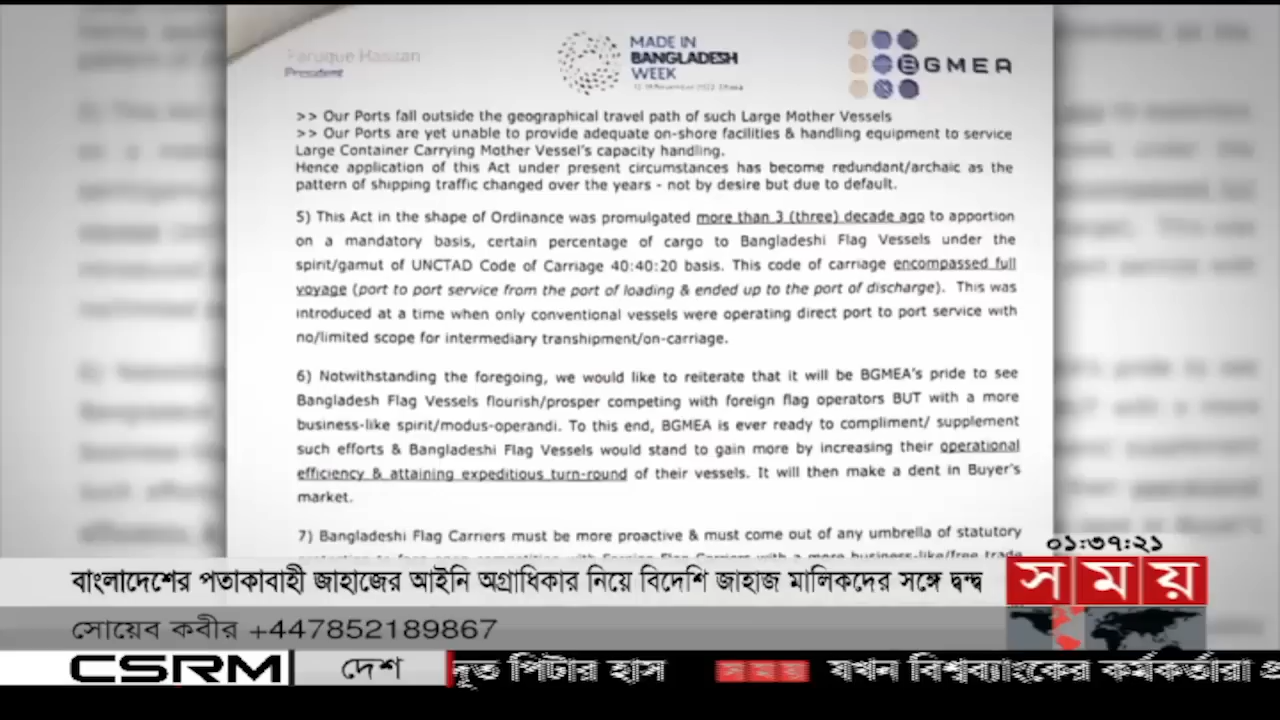 Faruque Hassan
President
MADE IN
BANGLADESH
WEEK
BGMEA
>> Our Ports fall outside the geographical travel path of such Large Mother Vessels
>> Our Ports are yet unable to provide adequate on-shore facilities & handling equipment to service
Large Container Carrying Mother Vessel's capacity handling.
Hence application of this Act under present circumstances has become redundant/archaic as the
pattern of shipping traffic changed over the years - not by desire but due to default.
5) This Act in the shape of Ordinance was promulgated more than 3 (three) decade ago to apportion
on a mandatory basis, certain percentage of cargo to Bangladeshi Flag Vessels under the
spirit/gamut of UNCTAD Code of Carriage 40:40:20 basis. This code of carriage encompassed full
voyage (port to port service from the port of loading & ended up to the port of discharge). This was
introduced at a time when only conventional vessels were operating direct port to port service with
no/limited scope for intermediary transhipment/on-carriage.
6) Notwithstanding the foregoing, we would like to reiterate that it will be BGMEA's pride to see
Bangladesh Flag Vessels flourish/prosper competing with foreign flag operators BUT with a more
business-like spirit/modus-operandi. To this end, BGMEA is ever ready to compliment/ supplement
such efforts & Bangladeshi Flag Vessels would stand to gain more by increasing their operational
efficiency & attaining expeditious turn-round of their vessels. It will then make a dent in Buyer's
market.
7) Bangladeshi Flag Carriers must be more proactive & must come out of any umbrella of statutory
০১:৩৭:২১
বাংলাদেশের পতাকাবাহী জাহাজের আইনি অগ্রাধিকার নিয়ে বিদেশি জাহাজ মালিকদের সঙ্গে দ্বন্দ্ব
সময়
সোয়েব কবীর +447852189867
CSRM
দেশ
দূত পিটার হাস
সময়
যখন বিশ্বব্যাংকের কর্মকর্তারা